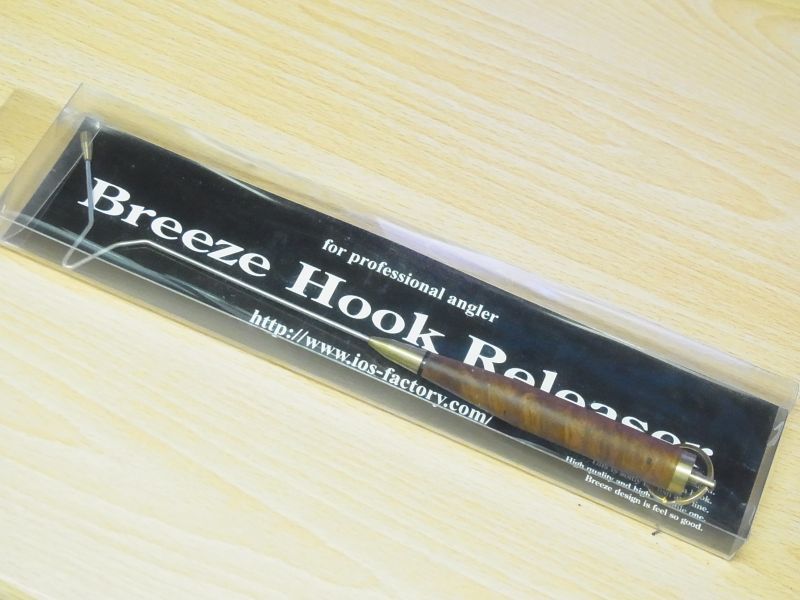 for professional angler
Breeze Hook Releaser
http://www.ios-factory.com/
High quality and high
line.
Breeze design is feel so good.